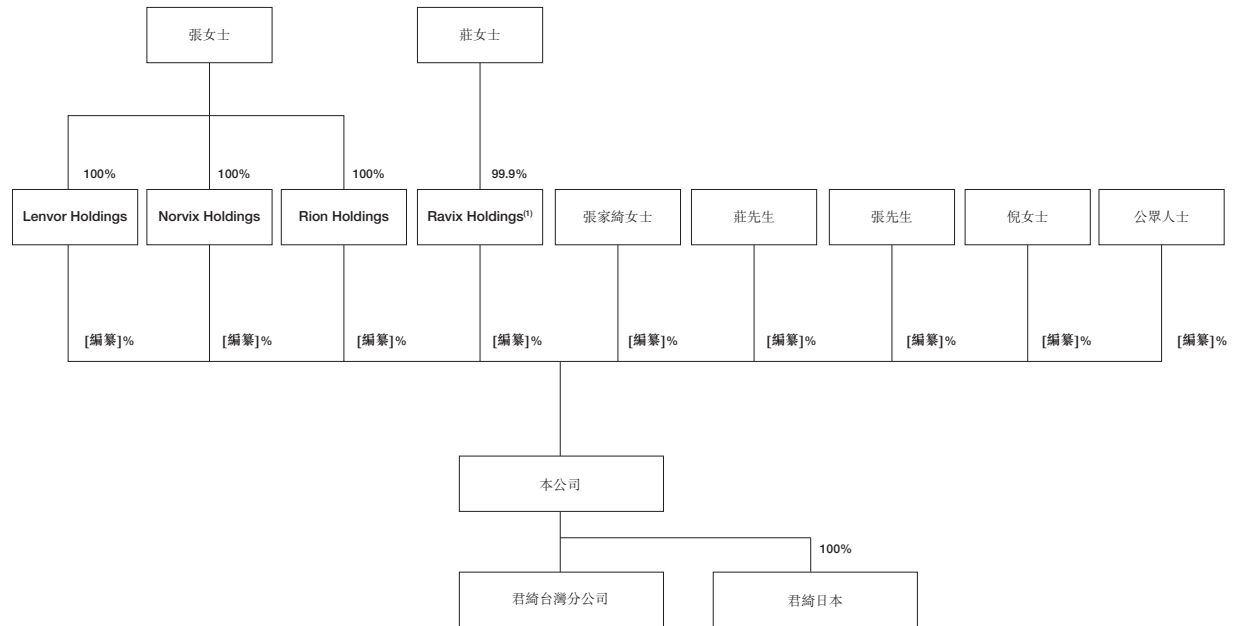 張女士
莊女士
100%
100%
100%
99.9%
Lenvor Holdings
Norvix Holdings
Rion Holdings
Ravix Holdings(1)
張家綺女士
莊先生
張先生
倪女士
公眾人士
[編纂]%
[編纂]%
[編纂]%
[編纂]%
[編纂]%
[編纂]%
[編纂]%
[編纂]%
[編纂]%
本公司
100%
君綺台灣分公司
君綺日本